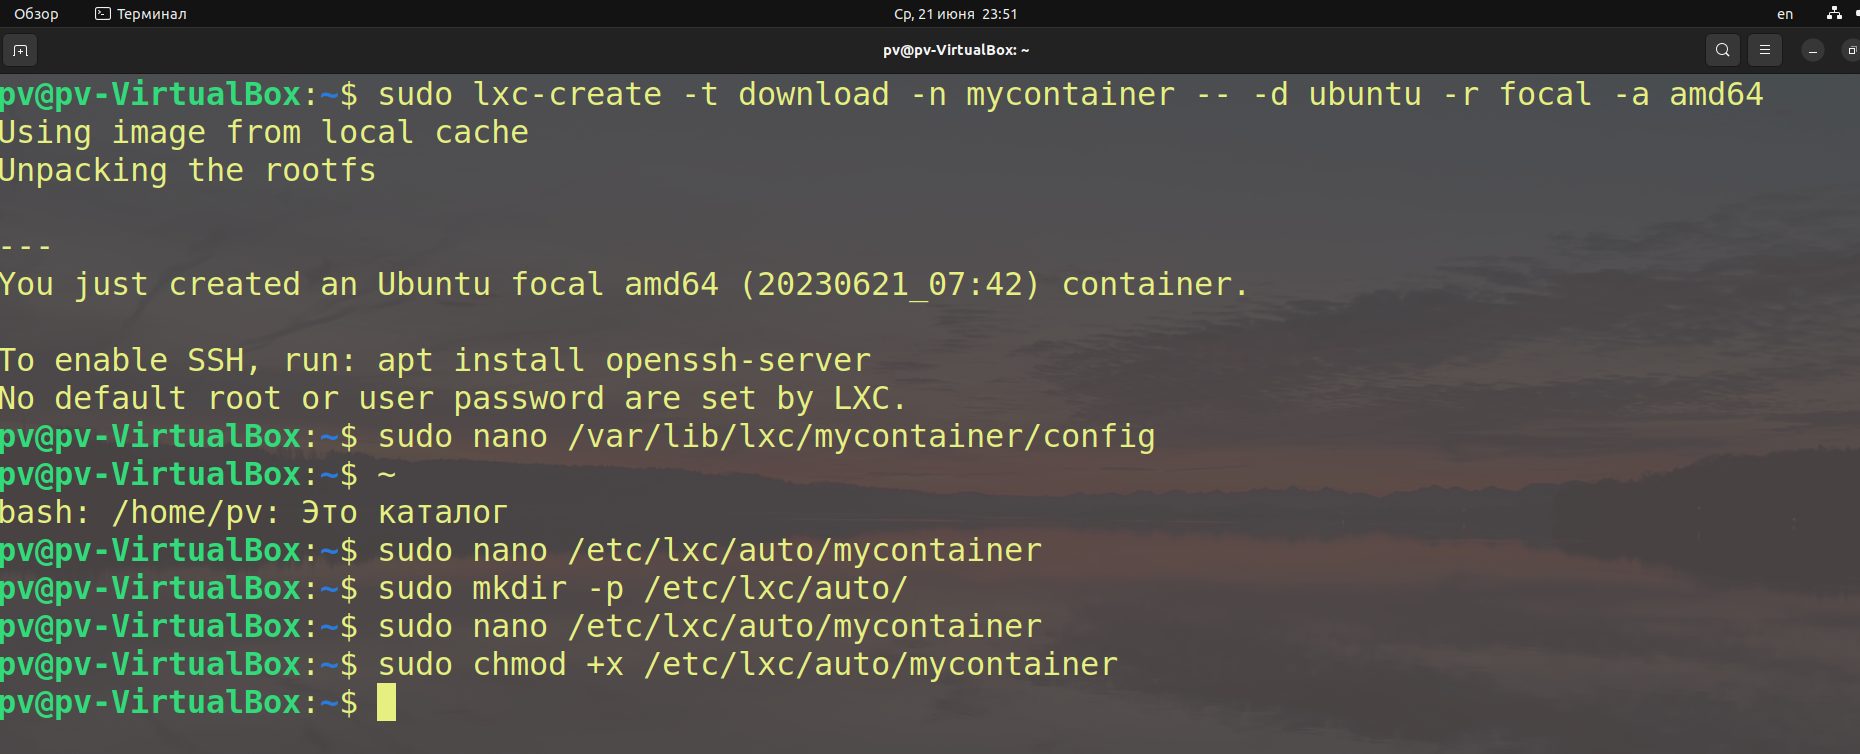 Обзор Терминал Ср, 21 июня 23:51 en
pv@pv-VirtualBox: ~
pv@pv-VirtualBox:~$ sudo lxc-create -t download -n mycontainer -- -d ubuntu -r focal -a amd64
Using image from local cache
Unpacking the rootfs
---
You just created an Ubuntu focal amd64 (20230621_07:42) container.
To enable SSH, run: apt install openssh-server
No default root or user password are set by LXC.
pv@pv-VirtualBox:~$ sudo nano /var/lib/lxc/mycontainer/config
pv@pv-VirtualBox:~$ ~
bash: /home/pv: Это каталог
pv@pv-VirtualBox:~$ sudo nano /etc/lxc/auto/mycontainer
pv@pv-VirtualBox:~$ sudo mkdir -p /etc/lxc/auto/
pv@pv-VirtualBox:~$ sudo nano /etc/lxc/auto/mycontainer
pv@pv-VirtualBox:~$ sudo chmod +x /etc/lxc/auto/mycontainer
pv@pv-VirtualBox:~$